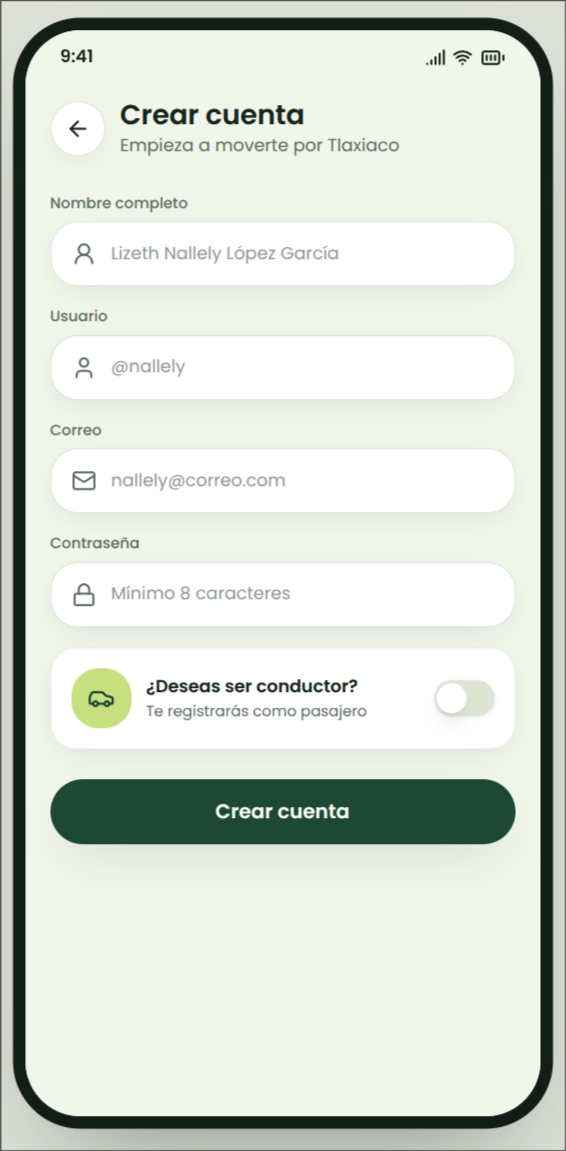 9:41
Crear cuenta
Empieza a moverte por Tlaxiaco
Nombre completo
Lizeth Nallely López García
Usuario
@nallely
Correo
nallely@correo.com
Contraseña
Mínimo 8 caracteres
¿Deseas ser conductor?
Te registrarás como pasajero
Crear cuenta